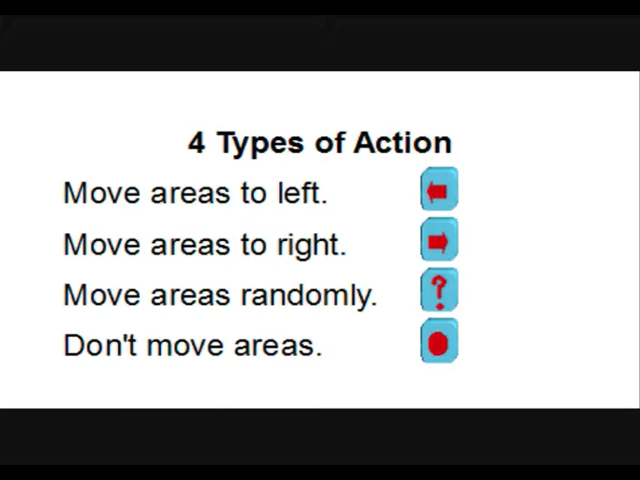 4 Types of Action
Move areas to left.
Move areas to right.
Move areas randomly. ?
Don't move areas.